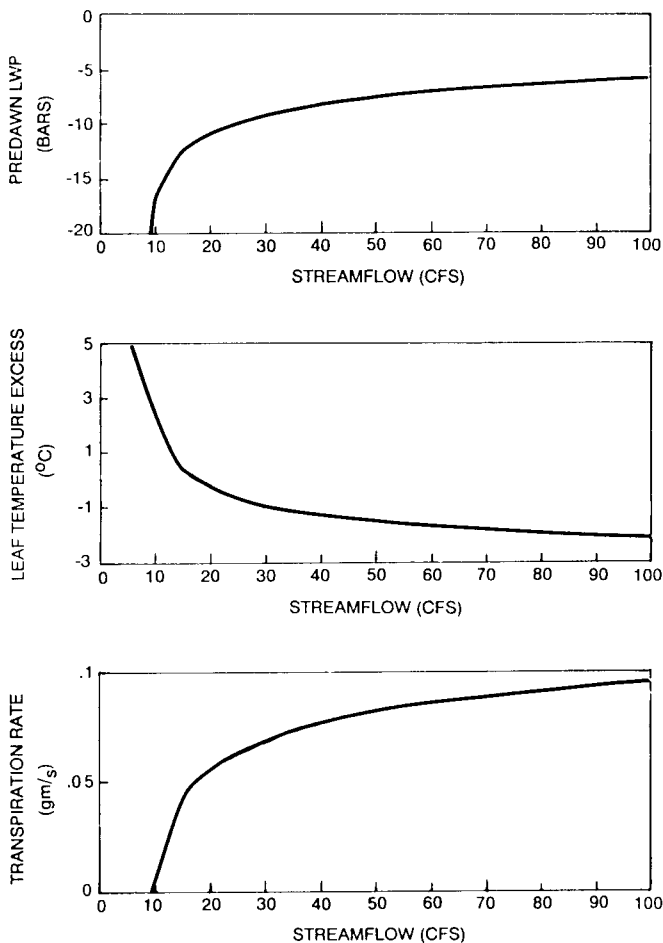 PREDAWN LWP
(BARS)
0
-5
-10
-15
-20
0 10 20 30 40 50 60 70 80 90 100
STREAMFLOW (CFS)
LEAF TEMPERATURE EXCESS
(°C)
5
3
1
-1
-3
0 10 20 30 40 50 60 70 80 90 100
STREAMFLOW (CFS)
TRANSPIRATION RATE
(gm/s)
.1
.05
0
0 10 20 30 40 50 60 70 80 90 100
STREAMFLOW (CFS)